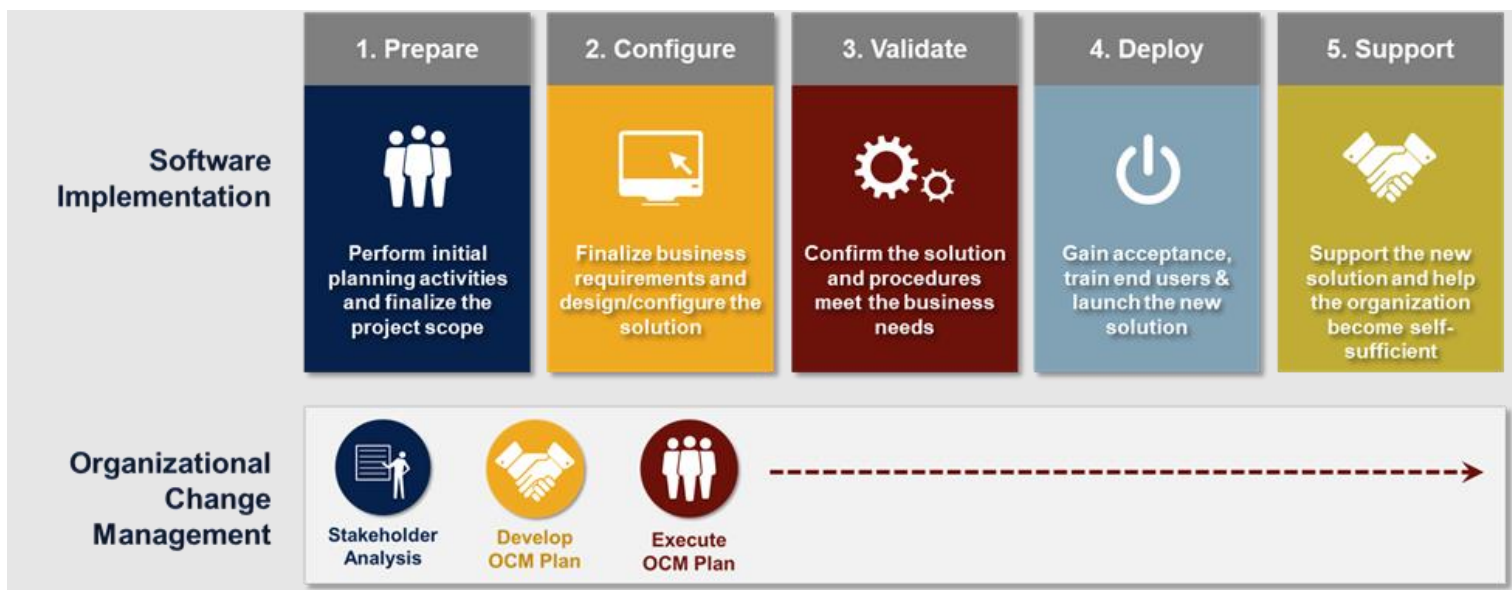 1. Prepare
2. Configure
3. Validate
4. Deploy
5. Support
Software
Implementation
Perform initial
planning activities
and finalize the
project scope
Finalize business
requirements and
design/configure the
solution
Confirm the solution
and procedures
meet the business
needs
Gain acceptance,
train end users &
launch the new
solution
Support the new
solution and help
the organization
become self-
sufficient
Organizational
Change
Management
Stakeholder
Analysis
Develop
OCM Plan
Execute
OCM Plan